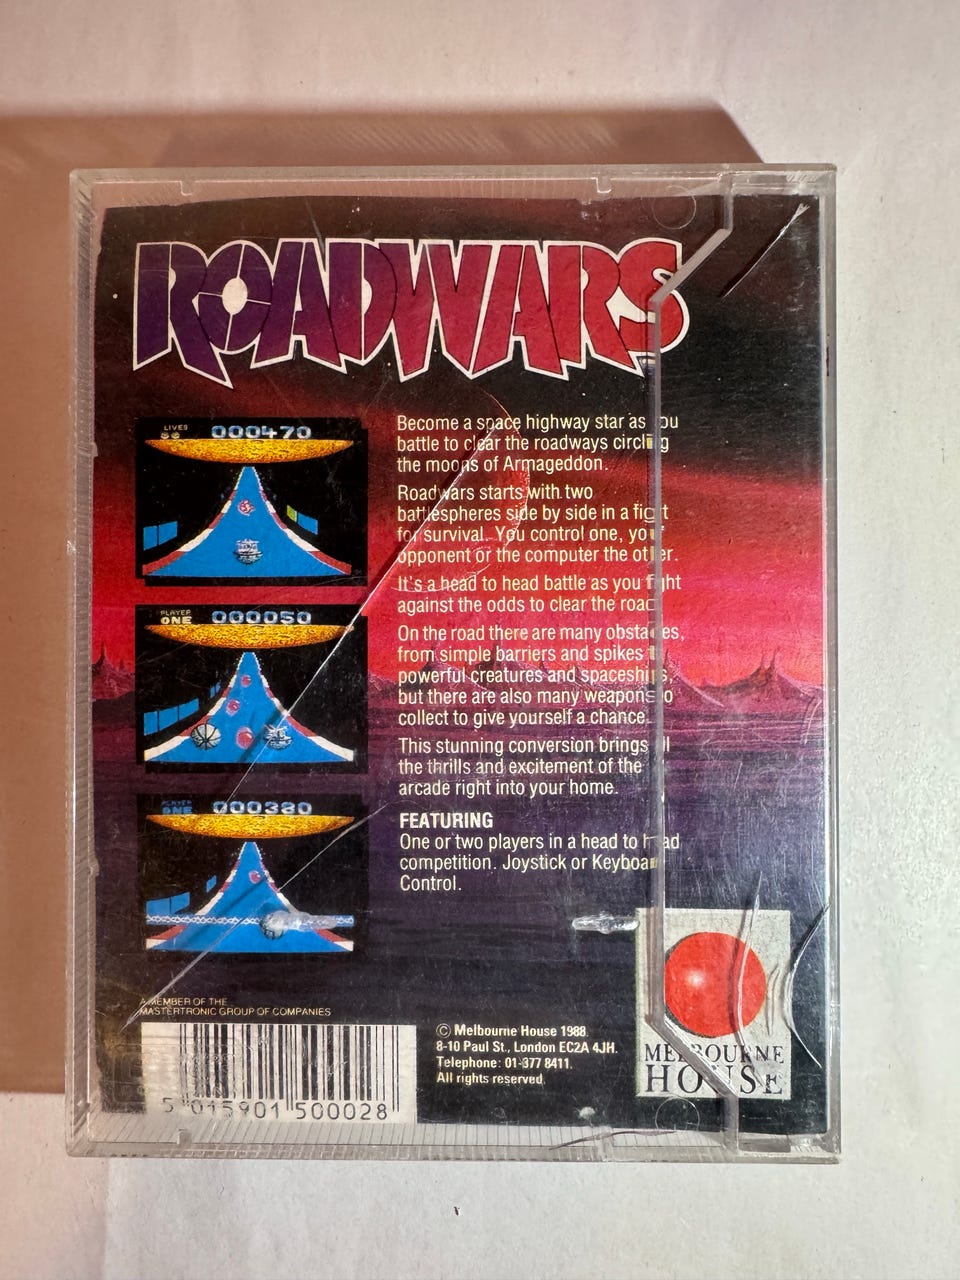 ROADWARS
LIVES
000470
PLAYER
ONE
000050
PLAYER
ONE
000380
Become a space highway star as you
battle to clear the roadways circling
the moons of Armageddon.
Roadwars starts with two
battlespheres side by side in a fight
for survival. You control one, your
opponent or the computer the other.
It's a head to head battle as you fight
against the odds to clear the road
On the road there are many obstacles,
from simple barriers and spikes to
powerful creatures and spaceships,
but there are also many weapons to
collect to give yourself a chance.
This stunning conversion brings all
the thrills and excitement of the
arcade right into your home.
FEATURING
One or two players in a head to head
competition. Joystick or Keyboard
Control.
A MEMBER OF THE
MASTERTRONIC GROUP OF COMPANIES
5 015901 500028
© Melbourne House 1988.
8-10 Paul St., London EC2A 4JH.
Telephone: 01-377 8411.
All rights reserved.
MELBOURNE
HOUSE